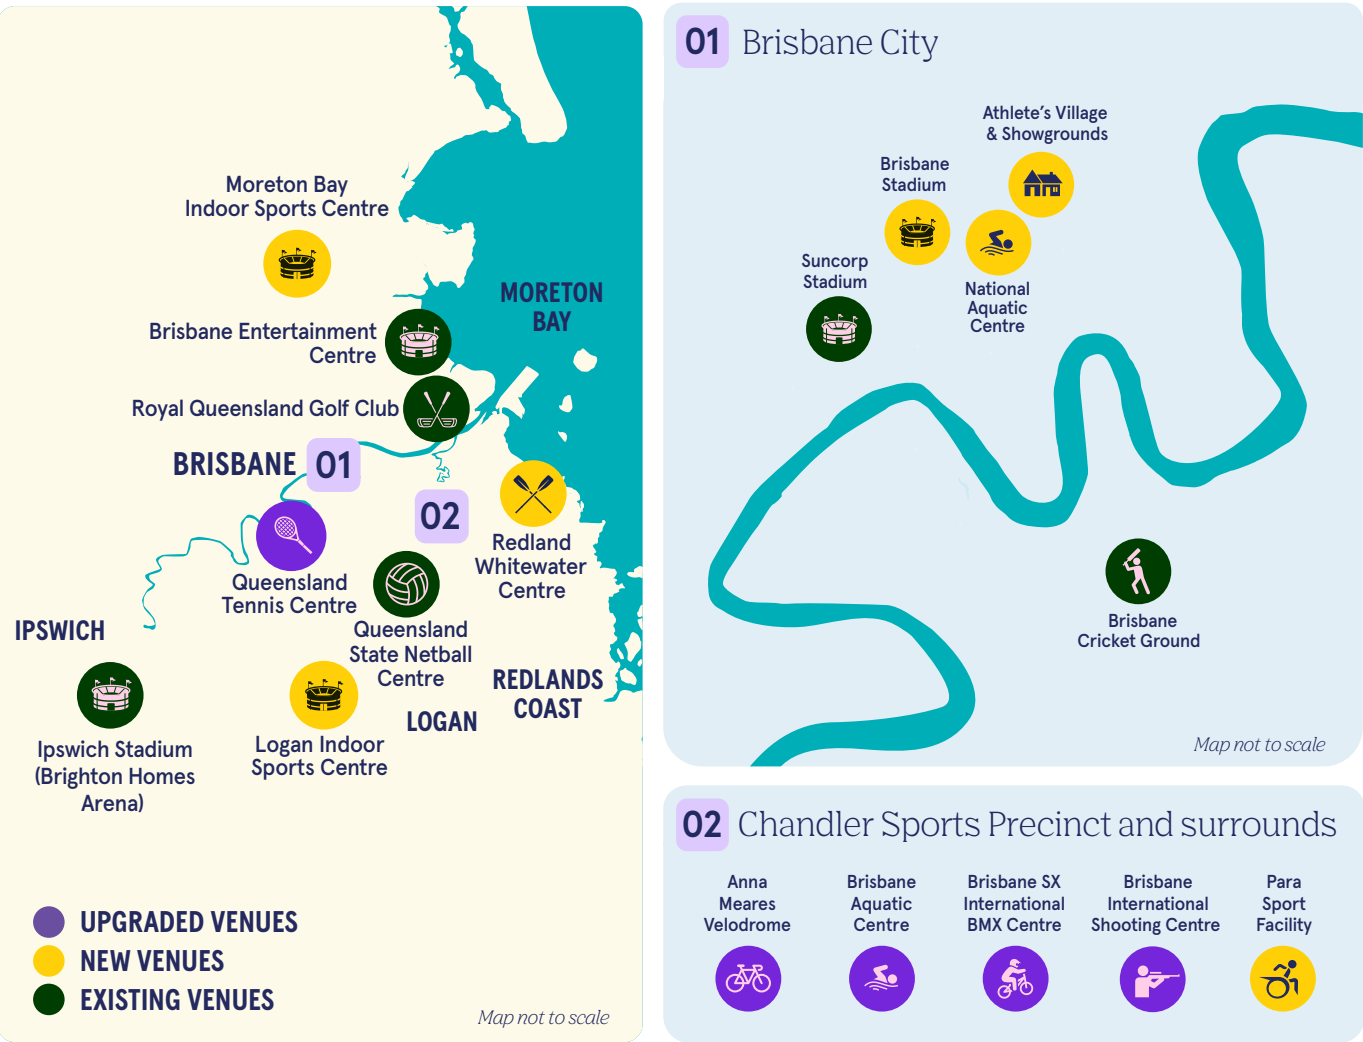 Moreton Bay
Indoor Sports Centre
MORETON
BAY
Brisbane Entertainment
Centre
Royal Queensland Golf Club
BRISBANE
01
02
Redland
Whitewater
Centre
Queensland
Tennis Centre
Queensland
State Netball
Centre
IPSWICH
REDLANDS
COAST
LOGAN
Ipswich Stadium
(Brighton Homes
Arena)
Logan Indoor
Sports Centre
UPGRADED VENUES
NEW VENUES
EXISTING VENUES
Map not to scale
01 Brisbane City
Athlete’s Village
& Showgrounds
Brisbane
Stadium
Suncorp
Stadium
National
Aquatic
Centre
Brisbane
Cricket Ground
Map not to scale
02 Chandler Sports Precinct and surrounds
Anna
Meares
Velodrome
Brisbane
Aquatic
Centre
Brisbane SX
International
BMX Centre
Brisbane
International
Shooting Centre
Para
Sport
Facility